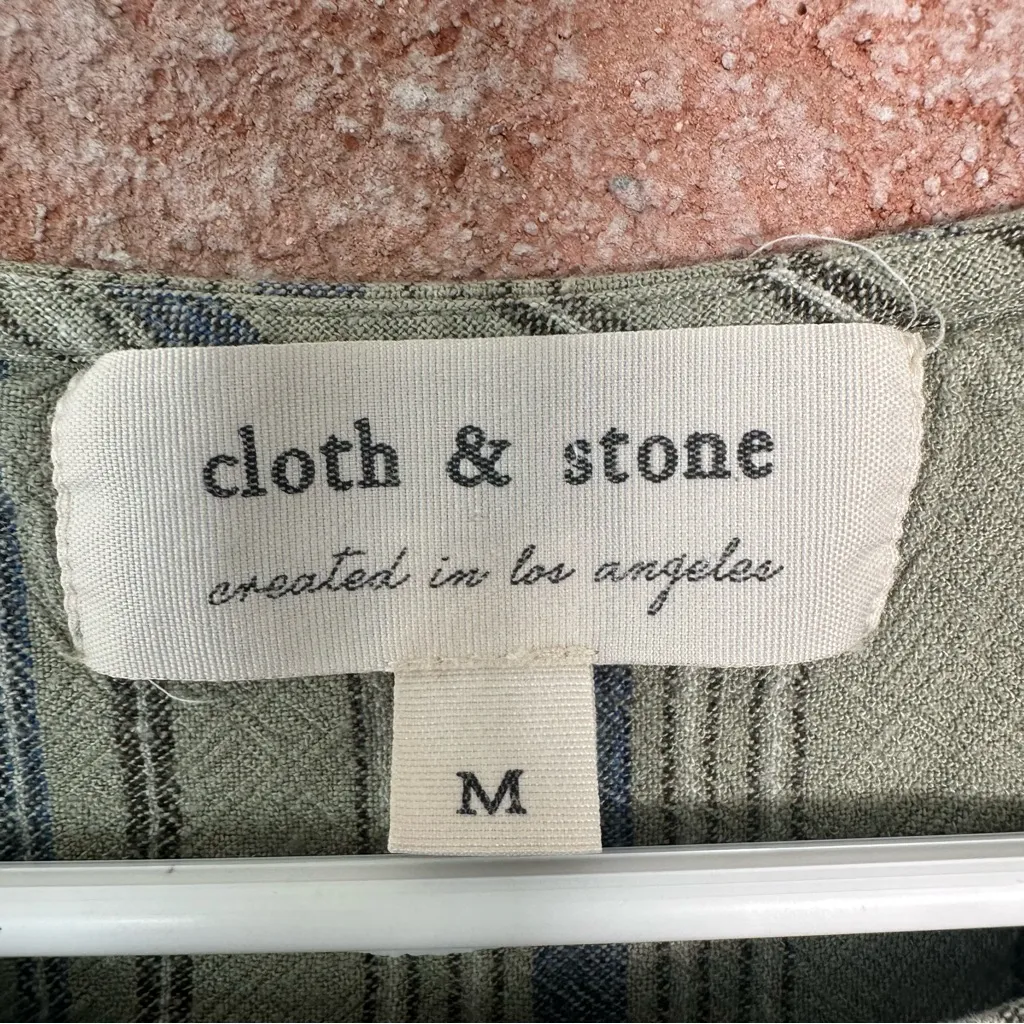 cloth & stone
created in los angeles
M